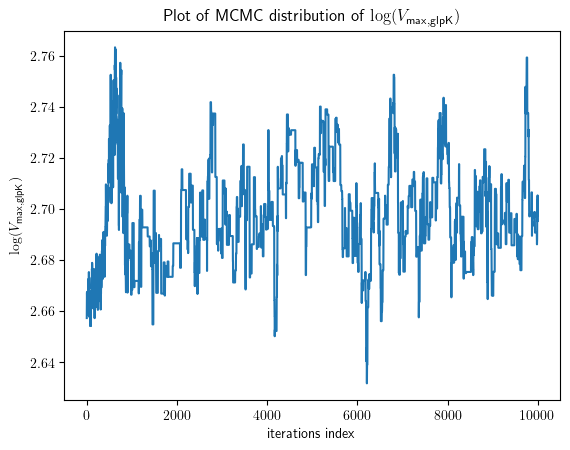 Plot of MCMC distribution of log(V_max,glpK)
log(V_max,glpK)
2.76
2.74
2.72
2.70
2.68
2.66
2.64
0 2000 4000 6000 8000 10000
iterations index